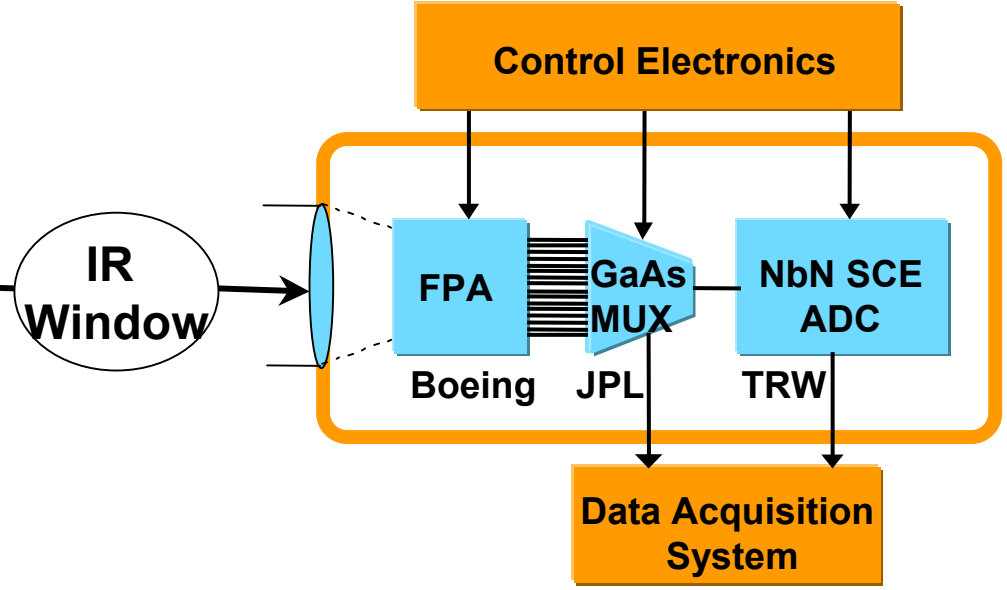 Control Electronics
IR
Window
FPA
GaAs
MUX
NbN SCE
ADC
Boeing
JPL
TRW
Data Acquisition
System